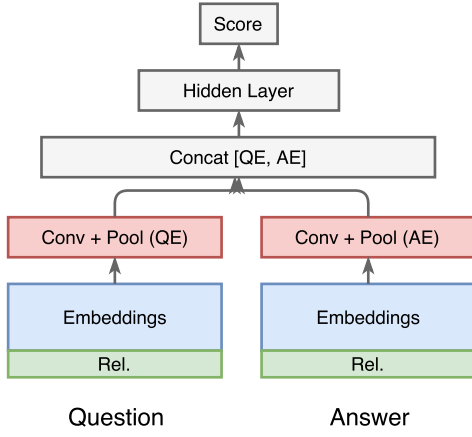 Score
Hidden Layer
Concat [QE, AE]
Conv + Pool (QE)
Conv + Pool (AE)
Embeddings
Embeddings
Rel.
Rel.
Question
Answer